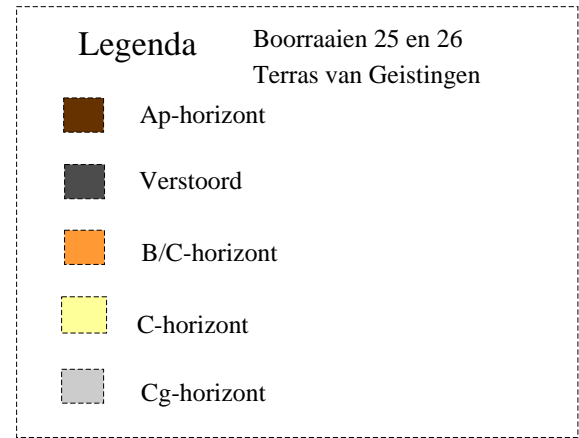 Legenda
Boorraaien 25 en 26
Terras van Geistingen
Ap-horizont
Verstoord
B/C-horizont
C-horizont
Cg-horizont